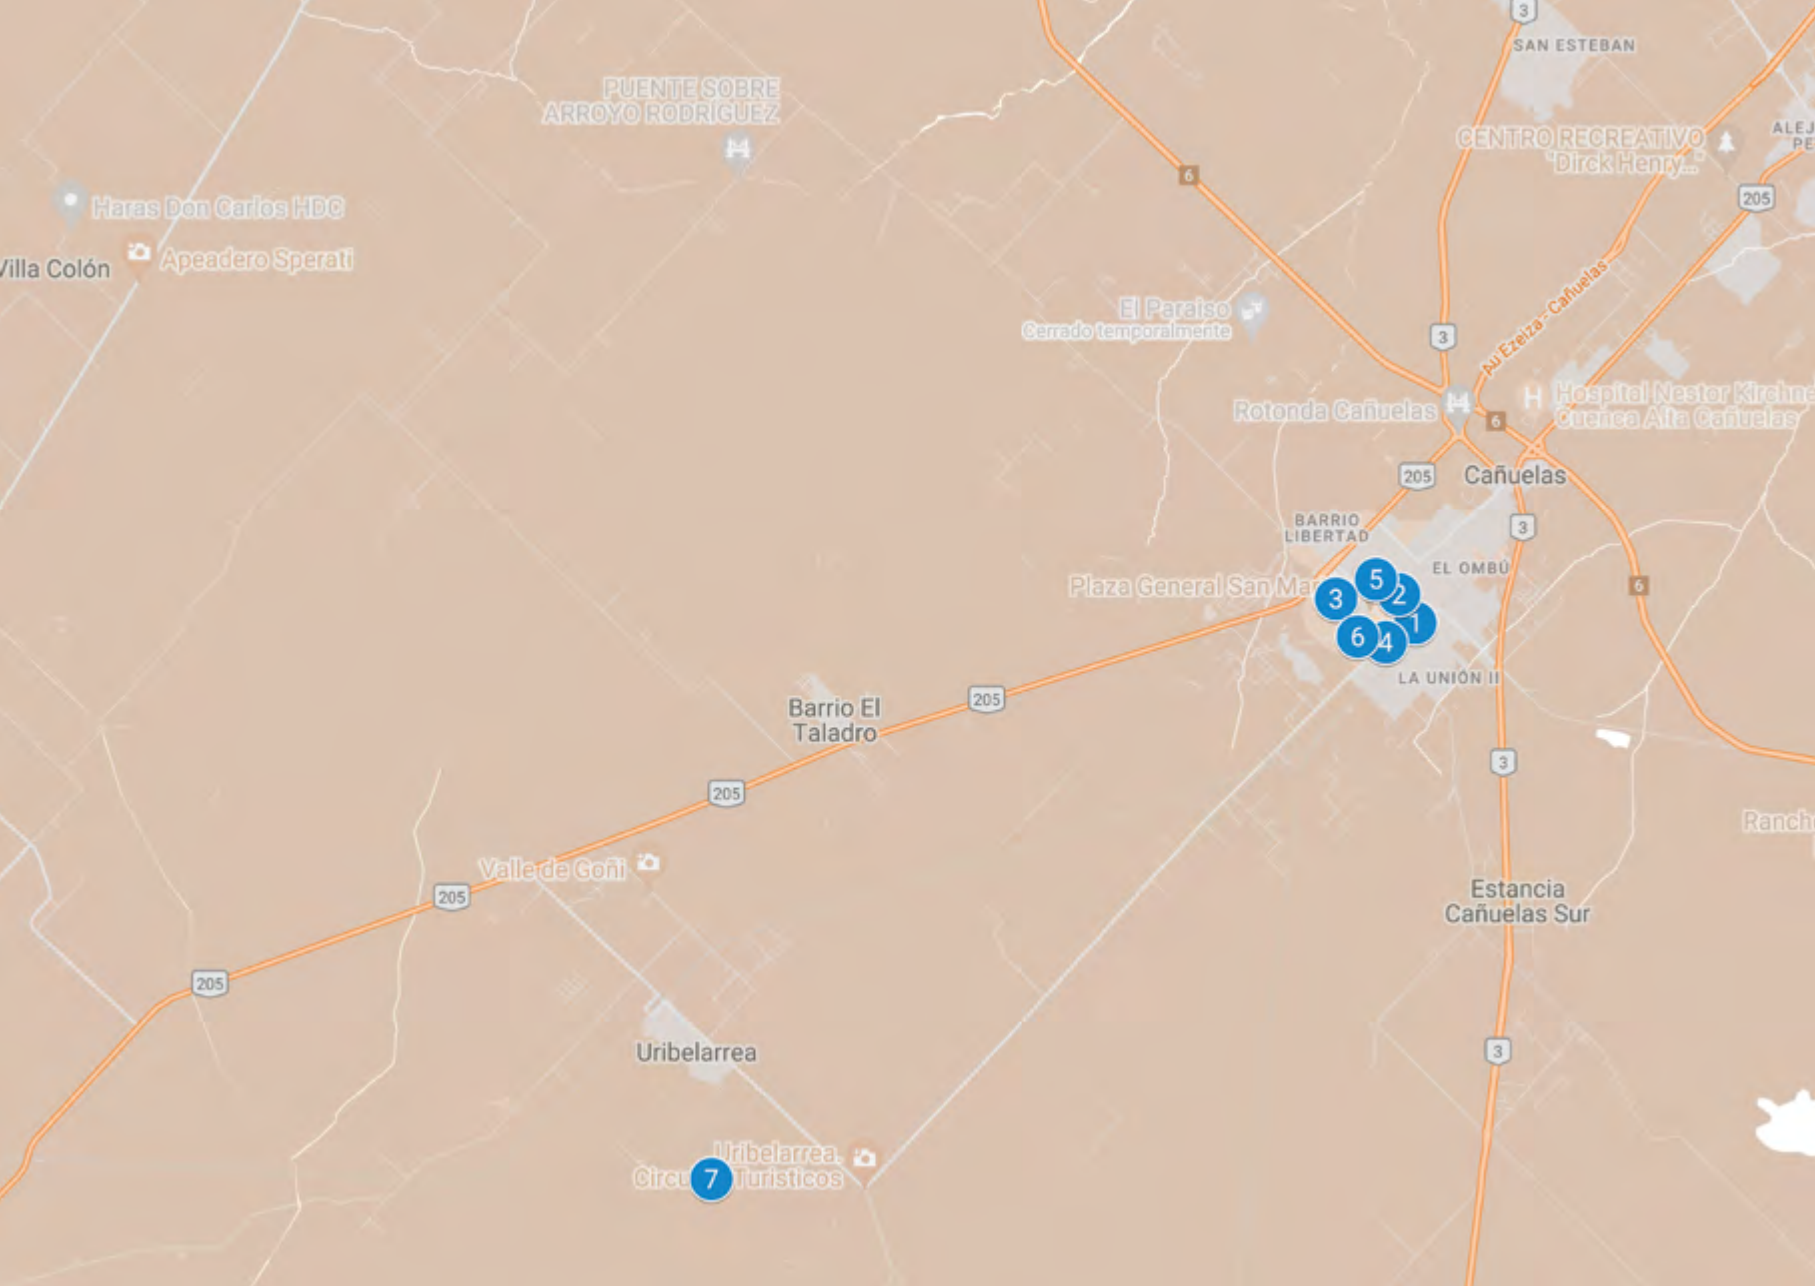 3
SAN ESTEBAN
PUENTE SOBRE
ARROYO RODRÍGUEZ
CENTRO RECREATIVO
"Dirck Henry..."
ALEJ
PE
6
205
Haras Don Carlos HDC
Villa Colón
Apeadero Sperati
El Paraiso
Cerrado temporalmente
3
Au Ezeiza - Cañuelas
Rotonda Cañuelas
H
Hospital Nestor Kirchne
Cuenca Alta Cañuelas
6
205
Cañuelas
BARRIO
LIBERTAD
3
EL OMBÚ
Plaza General San Mar
5
2
3
1
6
4
6
LA UNIÓN II
205
Barrio El
Taladro
3
205
Ranch
Valle de Goñi
205
Estancia
Cañuelas Sur
205
Uribelarrea
3
Uribelarrea.
Circu
Turisticos
7